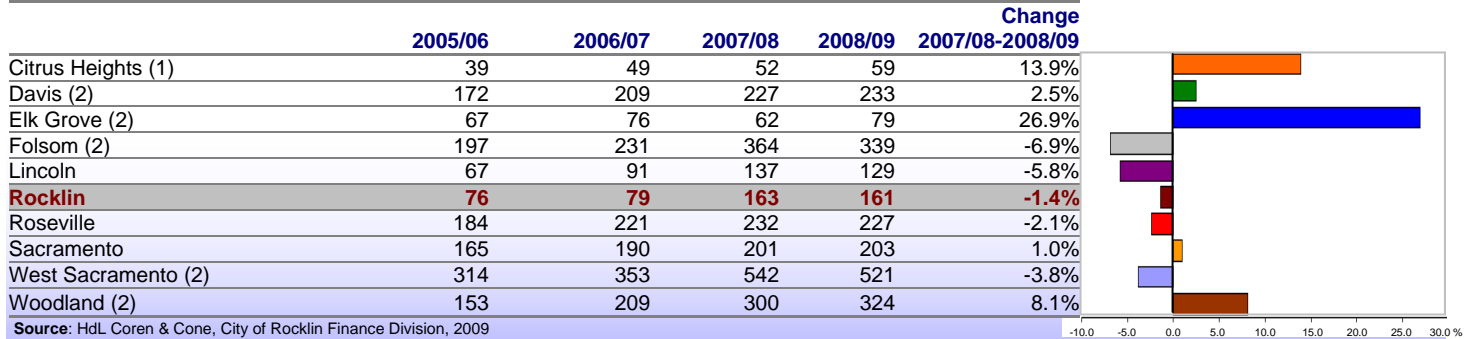 Change
2005/06 2006/07 2007/08 2008/09 2007/08-2008/09
Citrus Heights (1) 39 49 52 59 13.9%
Davis (2) 172 209 227 233 2.5%
Elk Grove (2) 67 76 62 79 26.9%
Folsom (2) 197 231 364 339 -6.9%
Lincoln 67 91 137 129 -5.8%
Rocklin 76 79 163 161 -1.4%
Roseville 184 221 232 227 -2.1%
Sacramento 165 190 201 203 1.0%
West Sacramento (2) 314 353 542 521 -3.8%
Woodland (2) 153 209 300 324 8.1%
Source: HdL Coren & Cone, City of Rocklin Finance Division, 2009
-10.0 -5.0 0.0 5.0 10.0 15.0 20.0 25.0 30.0 %